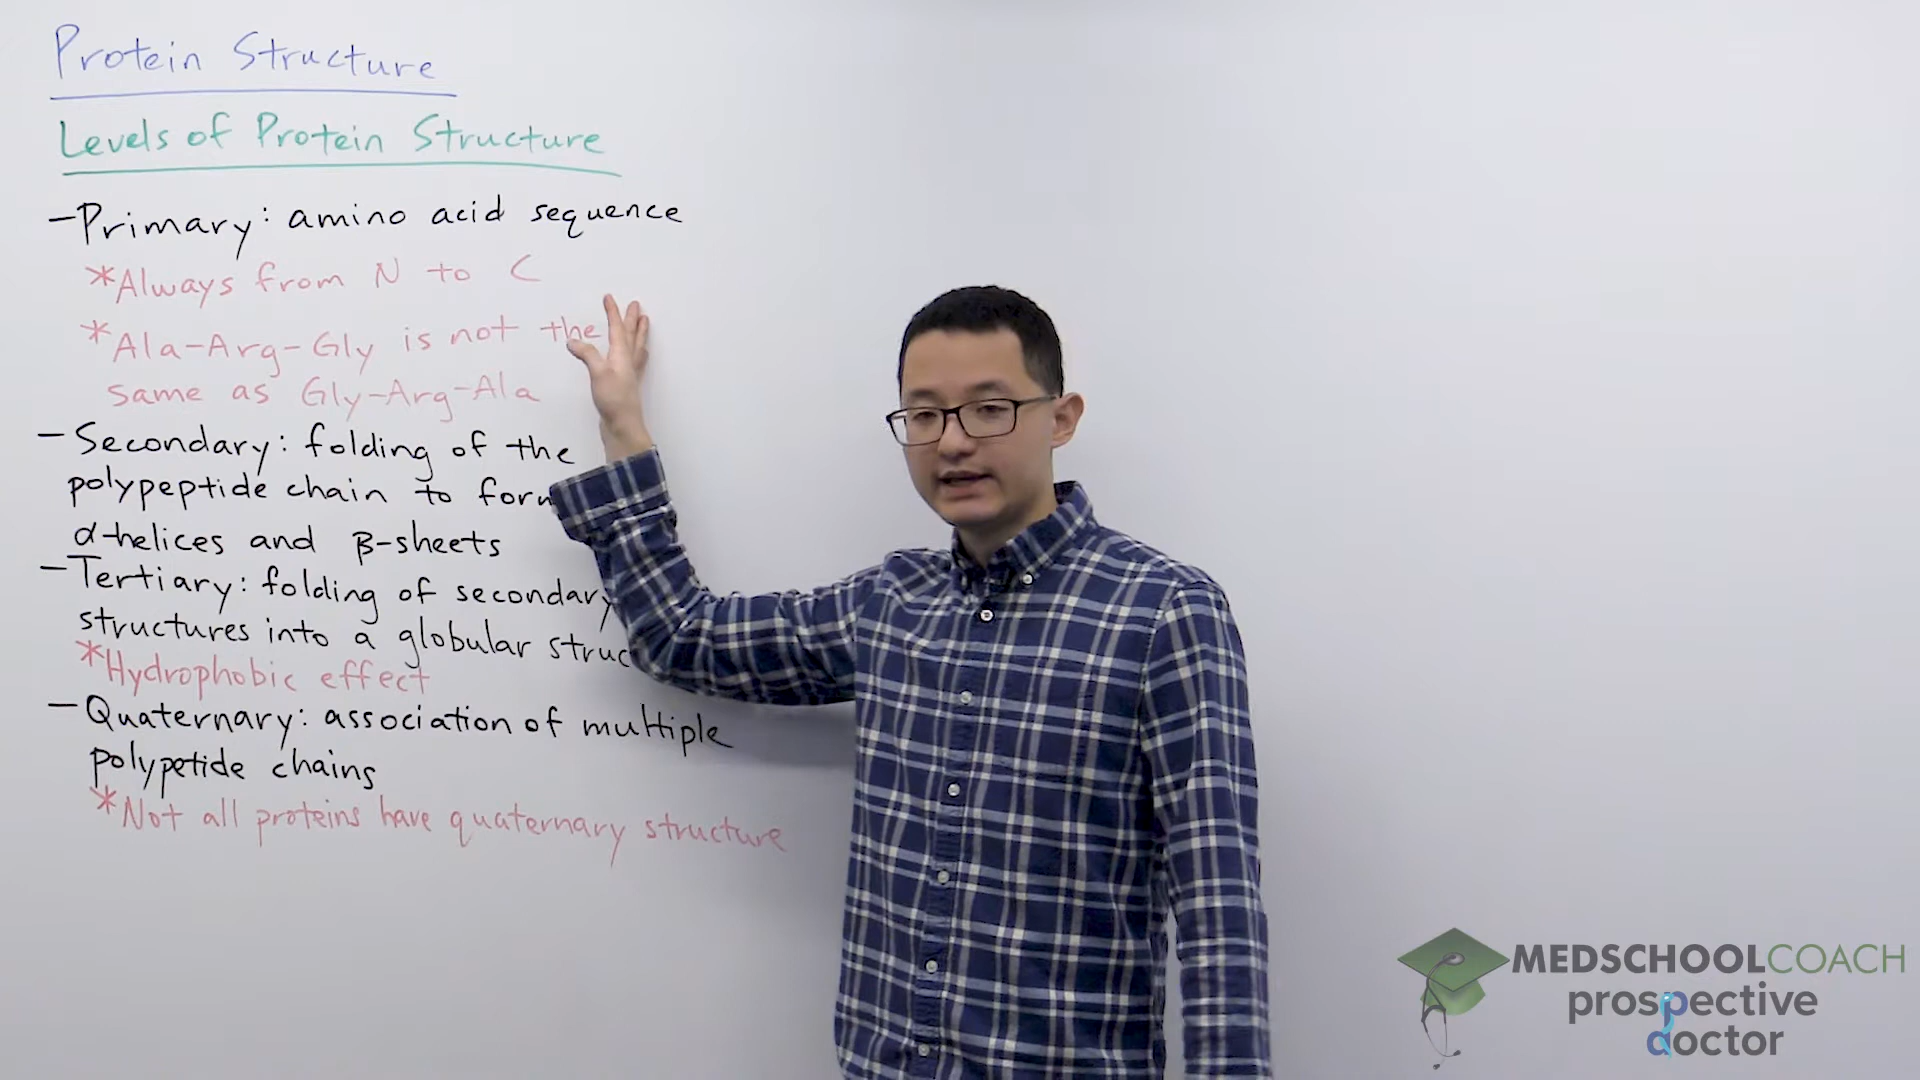 Protein Structure
Levels of Protein Structure
-Primary: amino acid sequence
*Always from N to C
*Ala-Arg-Gly is not the
same as Gly-Arg-Ala
-Secondary: folding of the
polypeptide chain to form
α-helices and β-sheets
-Tertiary: folding of secondary
structures into a globular struc
*Hydrophobic effect
-Quaternary: association of multiple
polypetide chains
*Not all proteins have quaternary structure
MEDSCHOOLCOACH
prospective
doctor